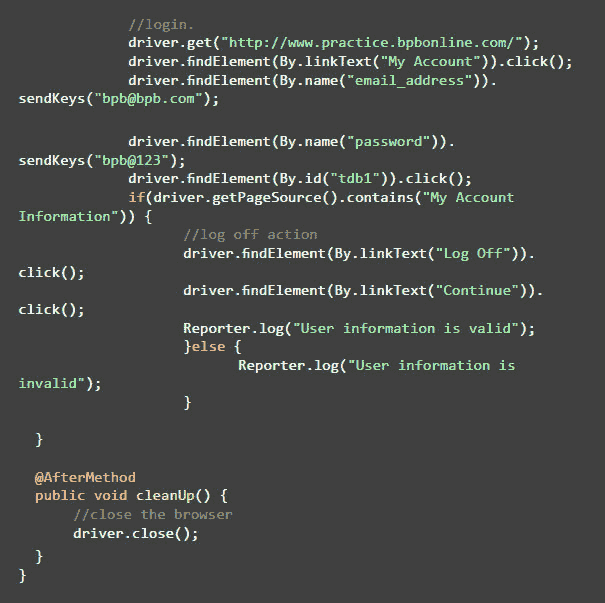 //login.
driver.get("http://www.practice.bpbonline.com/");
driver.findElement(By.linkText("My Account")).click();
driver.findElement(By.name("email_address")).
sendKeys("bpb@bpb.com");
driver.findElement(By.name("password")).
sendKeys("bpb@123");
driver.findElement(By.id("tdb1")).click();
if(driver.getPageSource().contains("My Account
Information")) {
//log off action
driver.findElement(By.linkText("Log Off")).
click();
driver.findElement(By.linkText("Continue")).
click();
Reporter.log("User information is valid");
}else {
Reporter.log("User information is
invalid");
}
}
@AfterMethod
public void cleanUp() {
//close the browser
driver.close();
}
}